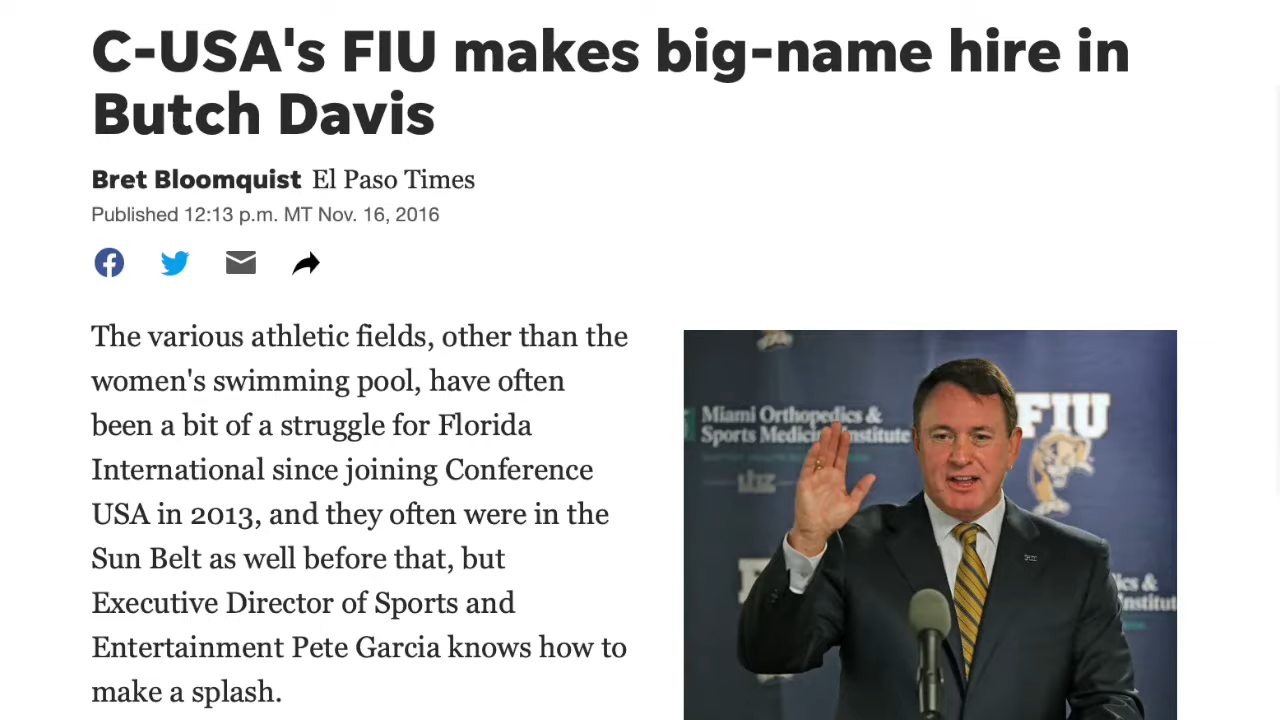 C-USA's FIU makes big-name hire in
Butch Davis
Bret Bloomquist El Paso Times
Published 12:13 p.m. MT Nov. 16, 2016
The various athletic fields, other than the
women's swimming pool, have often
been a bit of a struggle for Florida
International since joining Conference
USA in 2013, and they often were in the
Sun Belt as well before that, but
Executive Director of Sports and
Entertainment Pete Garcia knows how to
make a splash.
Miami Orthopedics &
Sports Medicine Institute
FIU